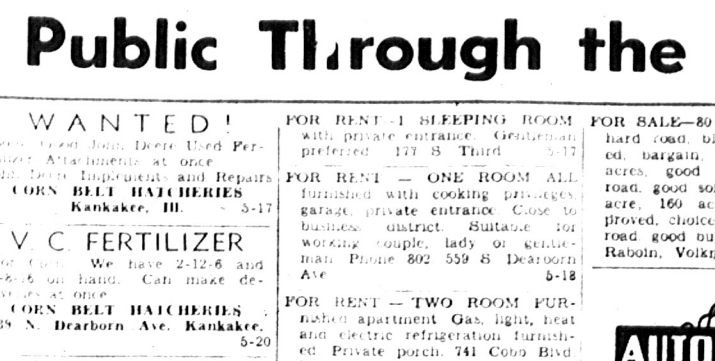 Public Through the
WANTED!
John Deere Used Fer-
Attachments at once
Implements and Repairs
CORN BELT HATCHERIES
Kankakee, Ill. 5-17
V. C. FERTILIZER
We have 2-12-6 and
on hand. Can make de-
at once
CORN BELT HATCHERIES
N. Dearborn Ave. Kankakee.
5-20
FOR RENT -1 SLEEPING ROOM
with private entrance. Gentleman
preferred 177 S Third 5-17
FOR RENT — ONE ROOM ALL
furnished with cooking privileges,
garage, private entrance Close to
business district. Suitable for
working couple, lady or gentle-
man Phone 802 559 S Dearborn
Ave 5-18
FOR RENT — TWO ROOM FUR-
nished apartment Gas, light, heat
and electric refrigeration furnish-
ed Private porch. 741 Cobb Blvd
FOR SALE—80
hard road, bl
ed, bargain,
acres, good
road, good so
acre, 160 ac
proved, choice
road good bu
Raboin, Volkm
AUTO